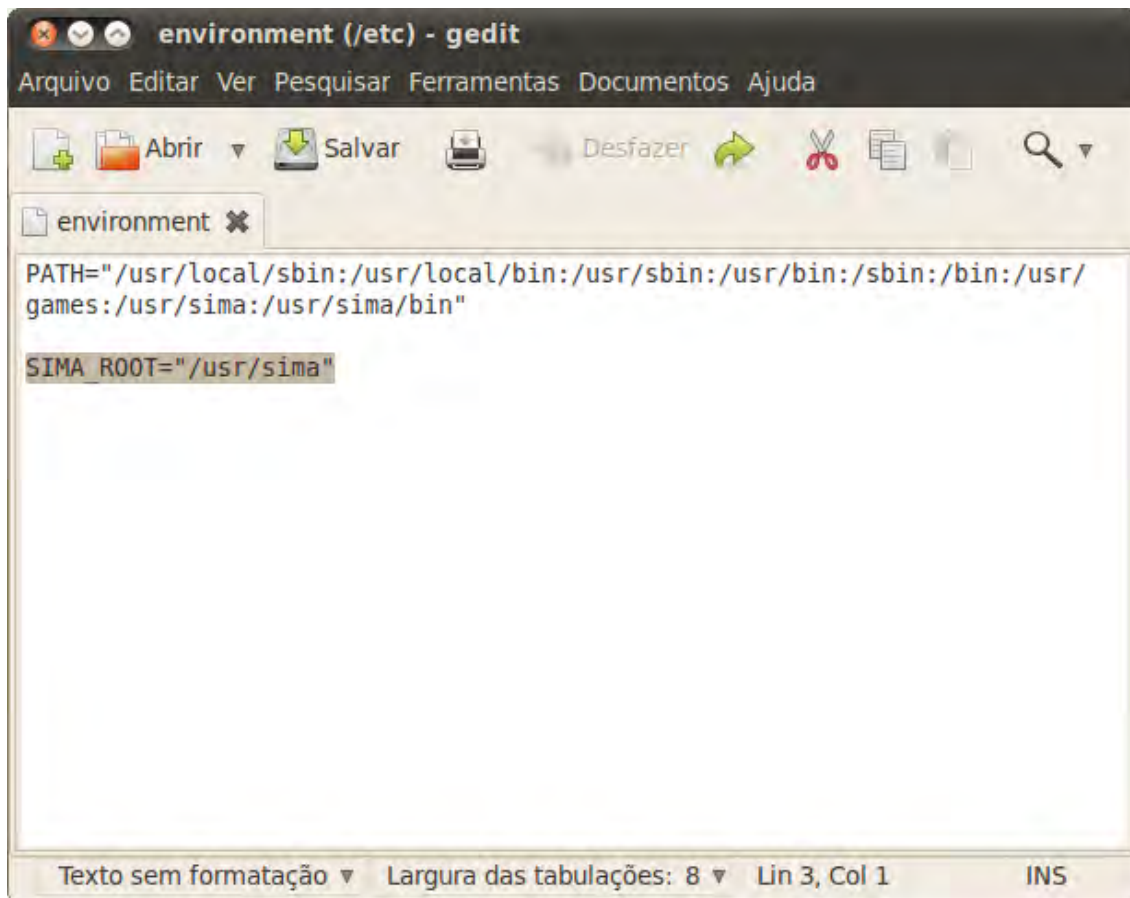 environment (/etc) - gedit
Arquivo Editar Ver Pesquisar Ferramentas Documentos Ajuda
Abrir Salvar Desfazer
environment
PATH="/usr/local/sbin:/usr/local/bin:/usr/sbin:/usr/bin:/sbin:/bin:/usr/
games:/usr/sima:/usr/sima/bin"
SIMA_ROOT="/usr/sima"
Texto sem formatação Largura das tabulações: 8 Lin 3, Col 1 INS